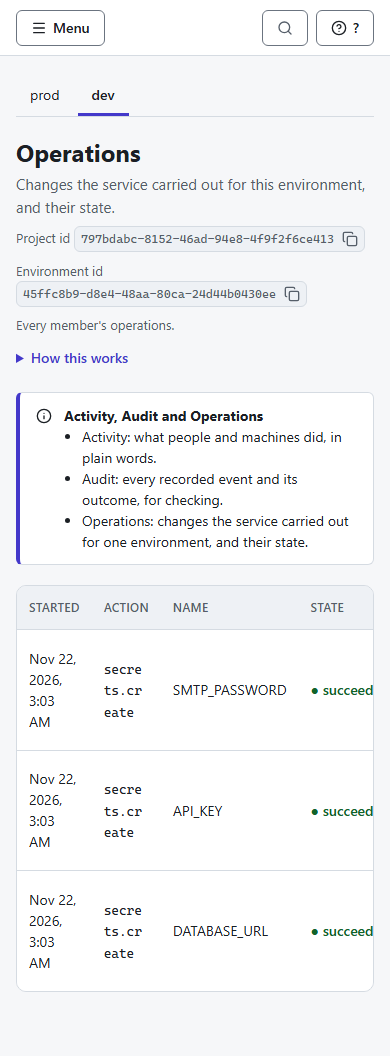 Menu
?
prod
dev
Operations
Changes the service carried out for this environment,
and their state.
Project id 797bdabc-8152-46ad-94e8-4f9f2f6ce413
Environment id
45ffc8b9-d8e4-48aa-80ca-24d44b0430ee
Every member's operations.
How this works
Activity, Audit and Operations
Activity: what people and machines did, in
plain words.
Audit: every recorded event and its
outcome, for checking.
Operations: changes the service carried out
for one environment, and their state.
STARTED ACTION NAME STATE
Nov 22,
2026,
3:03
AM
secre
ts.cr
eate
SMTP_PASSWORD
succeed
Nov 22,
2026,
3:03
AM
secre
ts.cr
eate
API_KEY
succeed
Nov 22,
2026,
3:03
AM
secre
ts.cr
eate
DATABASE_URL
succeed